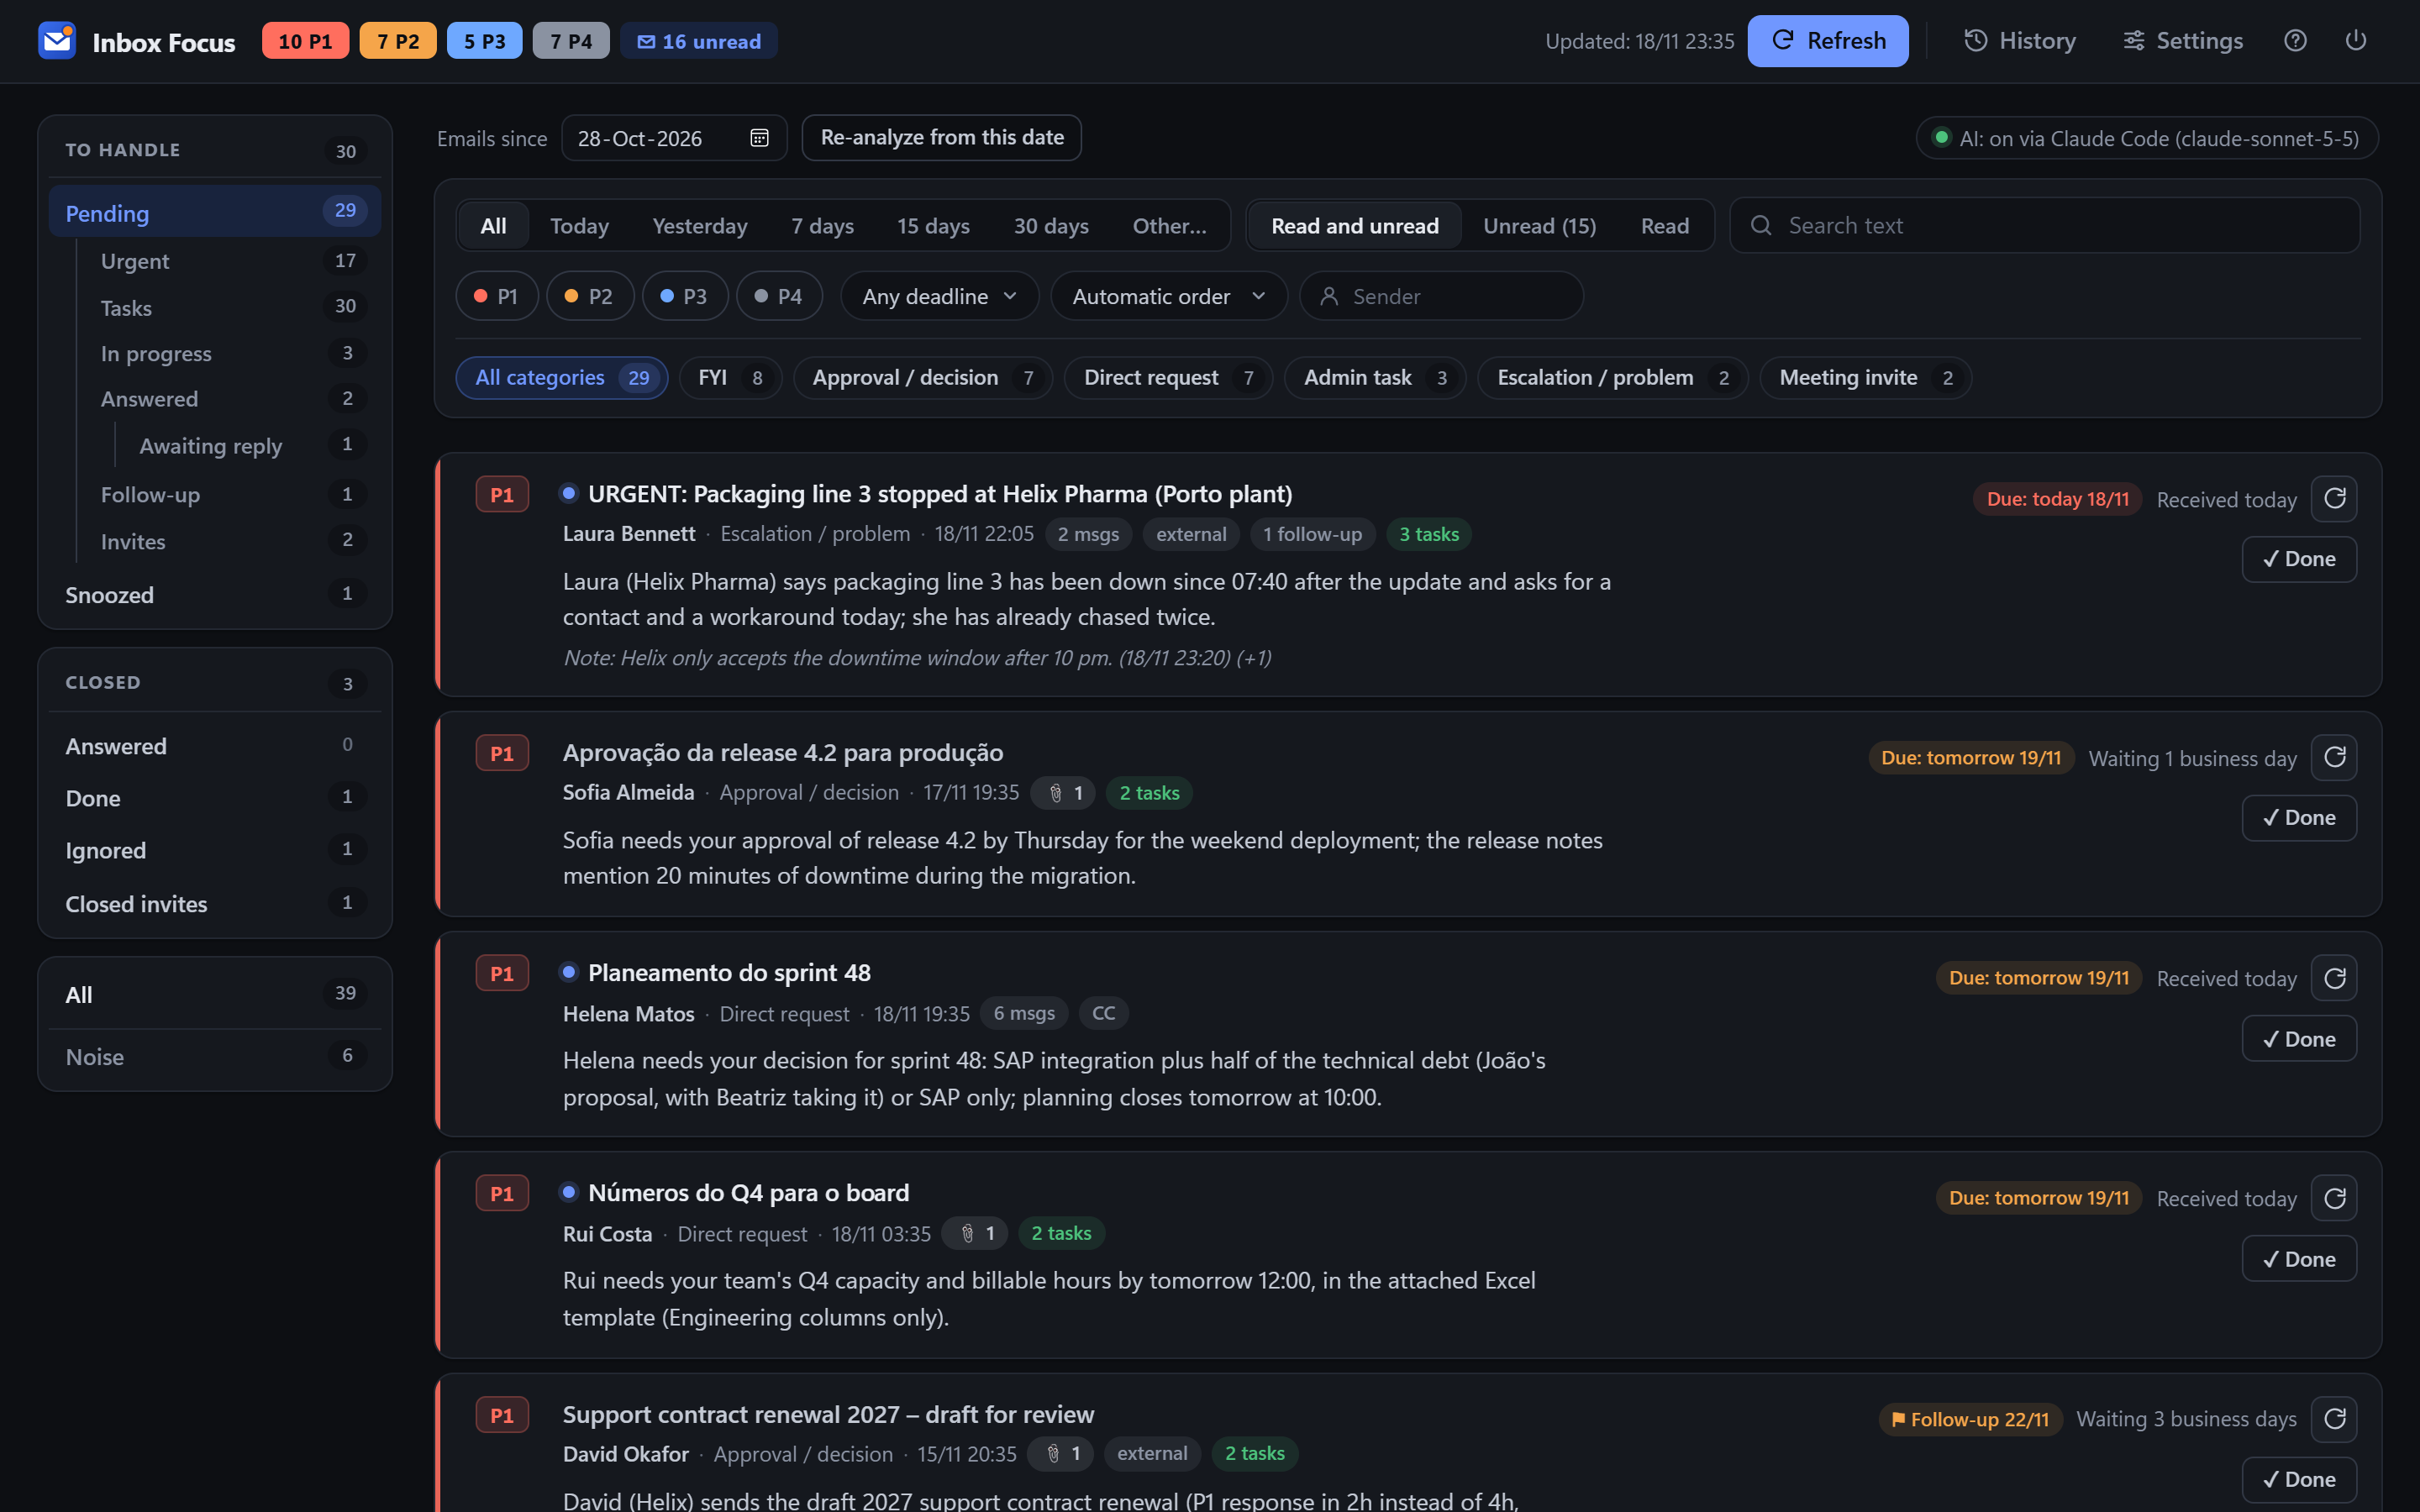 Inbox Focus
10 P1
7 P2
5 P3
7 P4
16 unread
Updated: 18/11 23:35
Refresh
History
Settings
TO HANDLE 30
Pending 29
Urgent 17
Tasks 30
In progress 3
Answered 2
Awaiting reply 1
Follow-up 1
Invites 2
Snoozed 1
CLOSED 3
Answered 0
Done 1
Ignored 1
Closed invites 1
All 39
Noise 6
Emails since 28-Oct-2026 Re-analyze from this date
AI: on via Claude Code (claude-sonnet-5-5)
All Today Yesterday 7 days 15 days 30 days Other...
Read and unread Unread (15) Read
Search text
P1 P2 P3 P4 Any deadline Automatic order Sender
All categories 29 FYI 8 Approval / decision 7 Direct request 7 Admin task 3 Escalation / problem 2 Meeting invite 2
P1 URGENT: Packaging line 3 stopped at Helix Pharma (Porto plant)
Due: today 18/11 Received today
Laura Bennett · Escalation / problem · 18/11 22:05 2 msgs external 1 follow-up 3 tasks
✓ Done
Laura (Helix Pharma) says packaging line 3 has been down since 07:40 after the update and asks for a
contact and a workaround today; she has already chased twice.
Note: Helix only accepts the downtime window after 10 pm. (18/11 23:20) (+1)
P1 Aprovação da release 4.2 para produção
Due: tomorrow 19/11 Waiting 1 business day
Sofia Almeida · Approval / decision · 17/11 19:35 1 2 tasks
✓ Done
Sofia needs your approval of release 4.2 by Thursday for the weekend deployment; the release notes
mention 20 minutes of downtime during the migration.
P1 Planeamento do sprint 48
Due: tomorrow 19/11 Received today
Helena Matos · Direct request · 18/11 19:35 6 msgs CC
✓ Done
Helena needs your decision for sprint 48: SAP integration plus half of the technical debt (João's
proposal, with Beatriz taking it) or SAP only; planning closes tomorrow at 10:00.
P1 Números do Q4 para o board
Due: tomorrow 19/11 Received today
Rui Costa · Direct request · 18/11 03:35 1 2 tasks
✓ Done
Rui needs your team's Q4 capacity and billable hours by tomorrow 12:00, in the attached Excel
template (Engineering columns only).
P1 Support contract renewal 2027 – draft for review
Follow-up 22/11 Waiting 3 business days
David Okafor · Approval / decision · 15/11 20:35 1 external 2 tasks
✓ Done
David (Helix) sends the draft 2027 support contract renewal (P1 response in 2h instead of 4h,